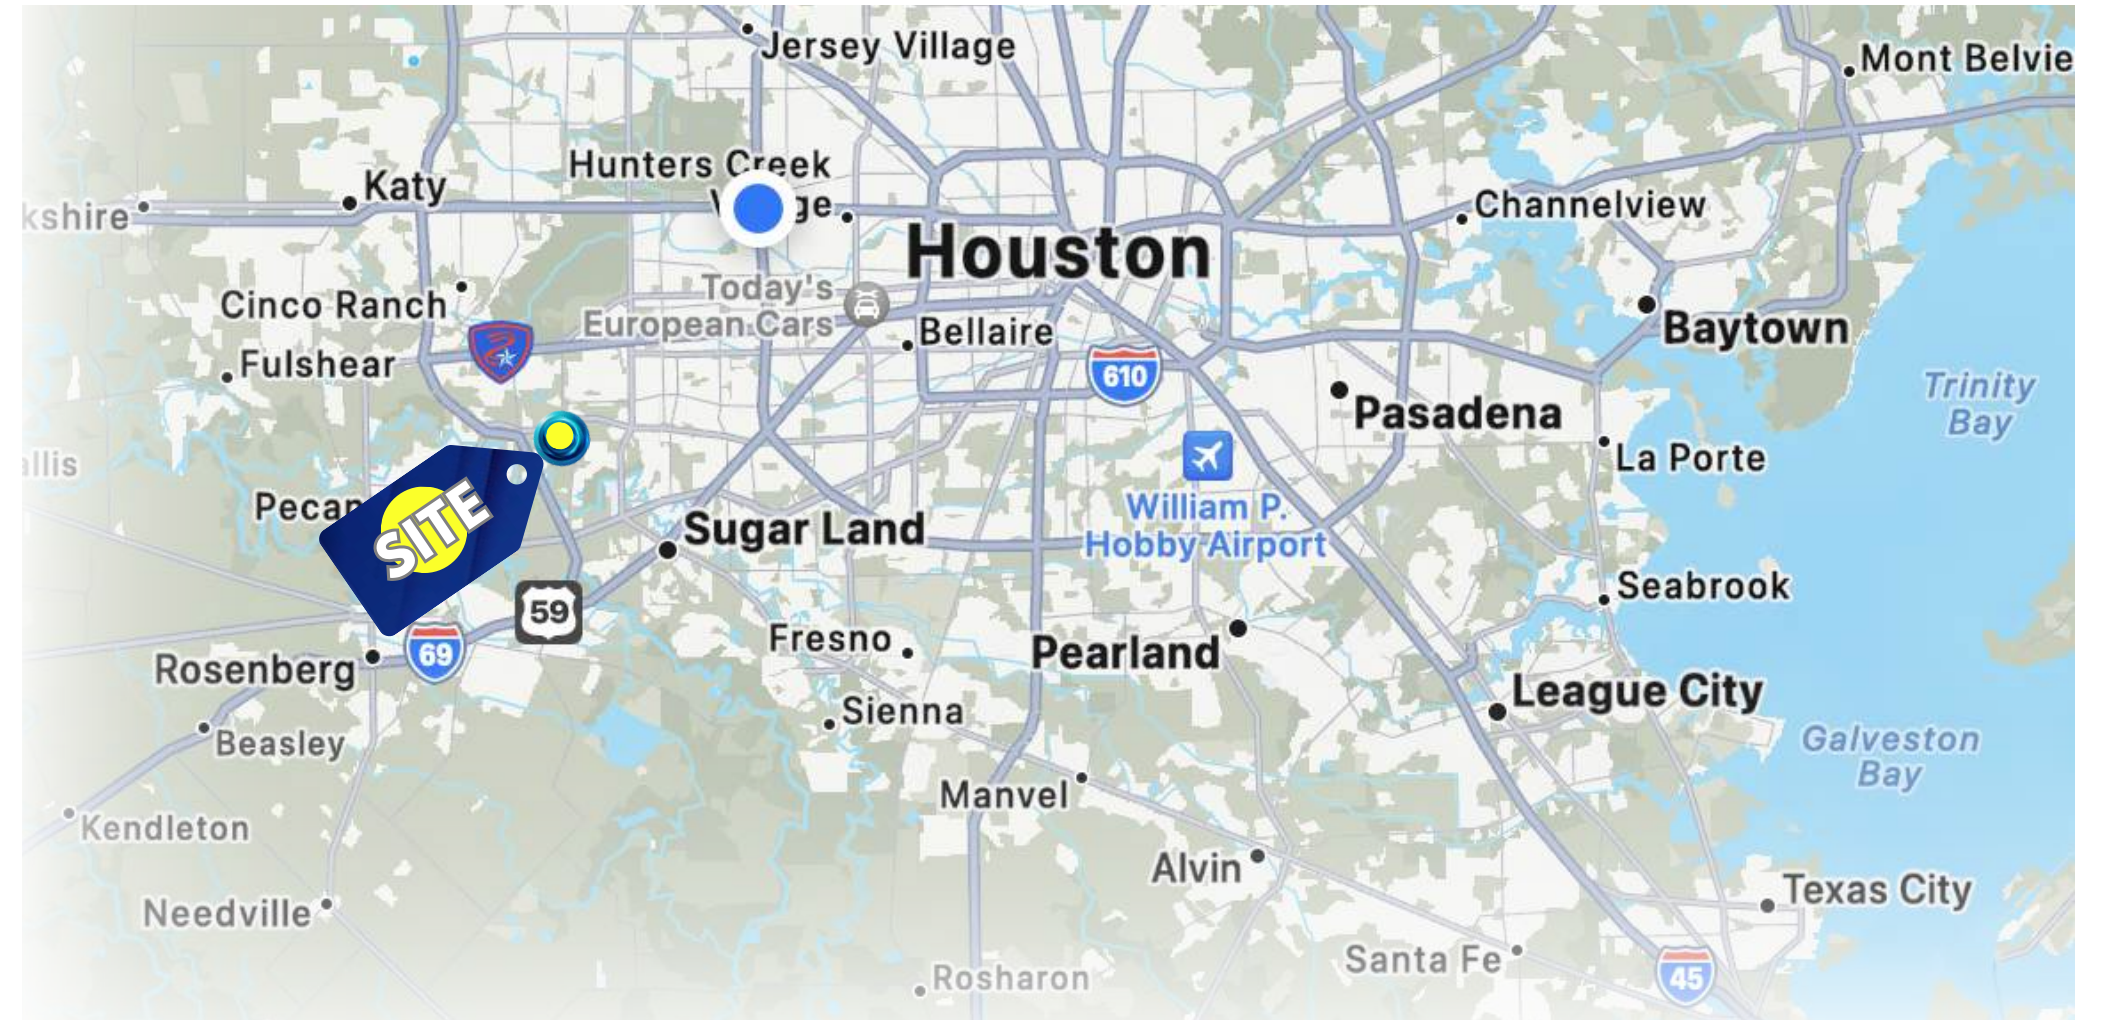 Jersey Village
Mont Belvie
Hunters Creek
Katy
kshire
Channelview
Houston
Today's
European Cars
Cinco Ranch
Bellaire
Baytown
Fulshear
610
Trinity
Bay
Pasadena
La Porte
allis
Pecan
SITE
William P.
Hobby Airport
Sugar Land
Seabrook
59
Fresno
Pearland
69
Rosenberg
League City
Sienna
Beasley
Galveston
Bay
Manvel
Kendleton
Alvin
Texas City
Needville
Santa Fe
45
Rosharon